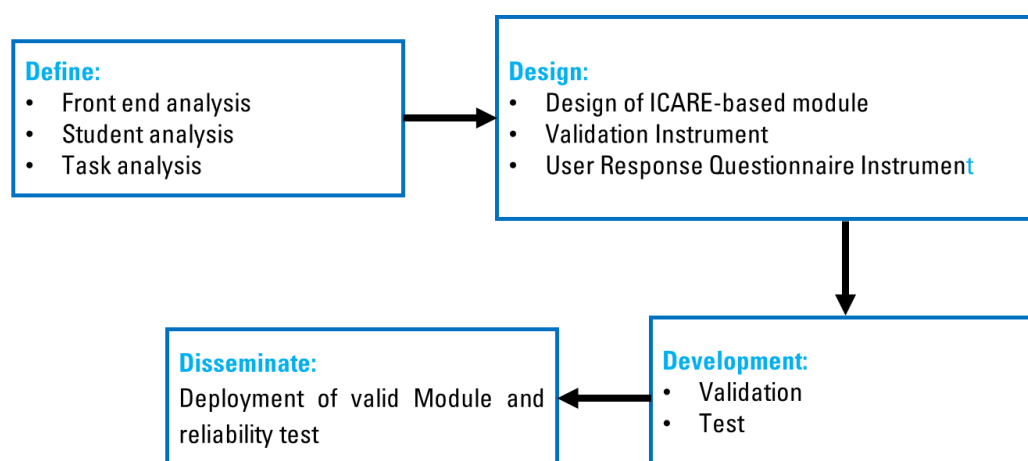 Define:
• Front end analysis
• Student analysis
• Task analysis
Design:
• Design of ICARE-based module
• Validation Instrument
• User Response Questionnaire Instrument
Disseminate:
Deployment of valid Module and
reliability test
Development:
• Validation
• Test